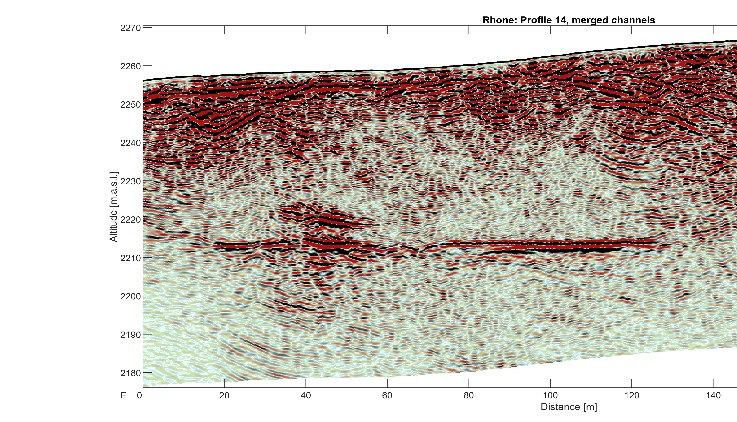 Rhone: Profile 14, merged channels
2270
2260
2250
2240
2230
2220
2210
2200
2190
2180
Altitude [m.a.s.l.]
E 0 20 40 60 80 100 120 140
Distance [m]